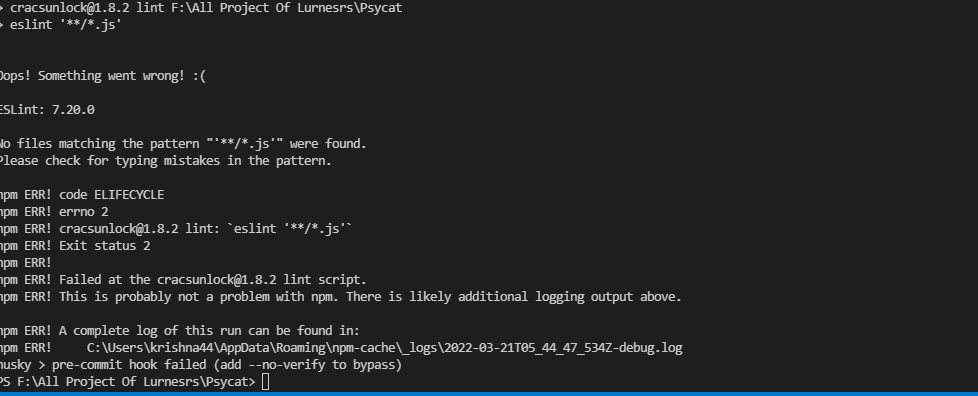 > cracsunlock@1.8.2 lint F:\All Project Of Lurnesrs\Psycat
> eslint '**/*.js'
Oops! Something went wrong! :(
ESLint: 7.20.0
No files matching the pattern "'**/*.js'" were found.
Please check for typing mistakes in the pattern.
npm ERR! code ELIFECYCLE
npm ERR! errno 2
npm ERR! cracsunlock@1.8.2 lint: `eslint '**/*.js'`
npm ERR! Exit status 2
npm ERR!
npm ERR! Failed at the cracsunlock@1.8.2 lint script.
npm ERR! This is probably not a problem with npm. There is likely additional logging output above.
npm ERR! A complete log of this run can be found in:
npm ERR!     C:\Users\krishna44\AppData\Roaming\npm-cache\_logs\2022-03-21T05_44_47_534Z-debug.log
husky > pre-commit hook failed (add --no-verify to bypass)
PS F:\All Project Of Lurnesrs\Psycat>